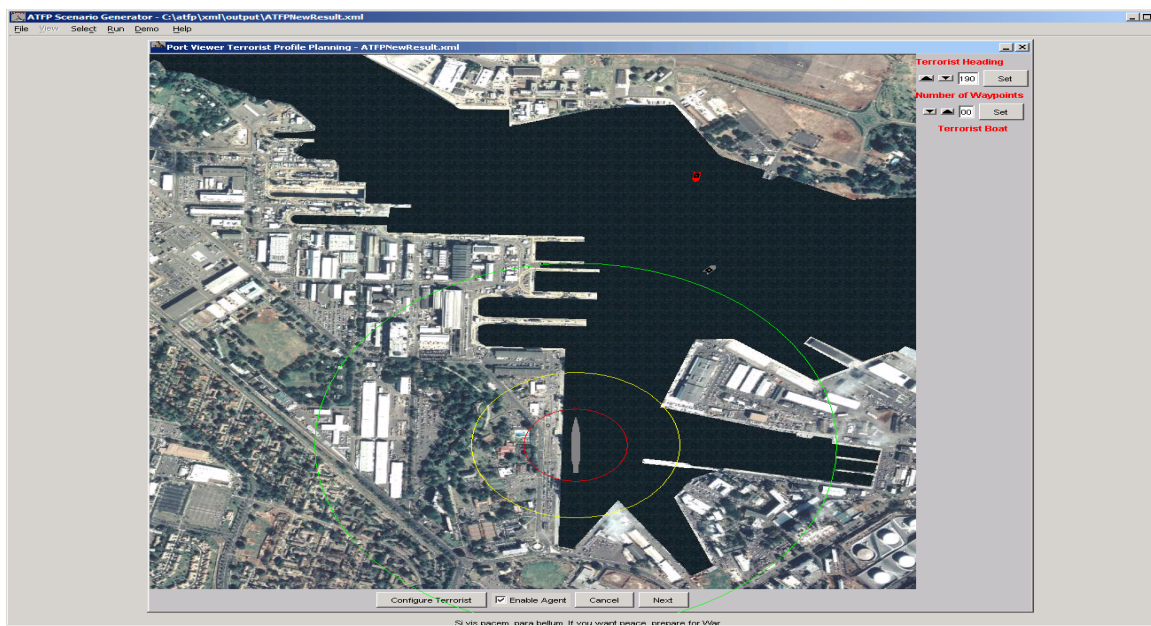 ATFP Scenario Generator - C:\atfp\xml\output\ATFPNewResult.xml
File View Select Run Demo Help
Port Viewer Terrorist Profile Planning - ATFPNewResult.xml
Terrorist Heading
190 Set
Number of Waypoints
00 Set
Terrorist Boat
Configure Terrorist Enable Agent Cancel Next
Si vis pacem, para bellum. If you want peace, prepare for War.